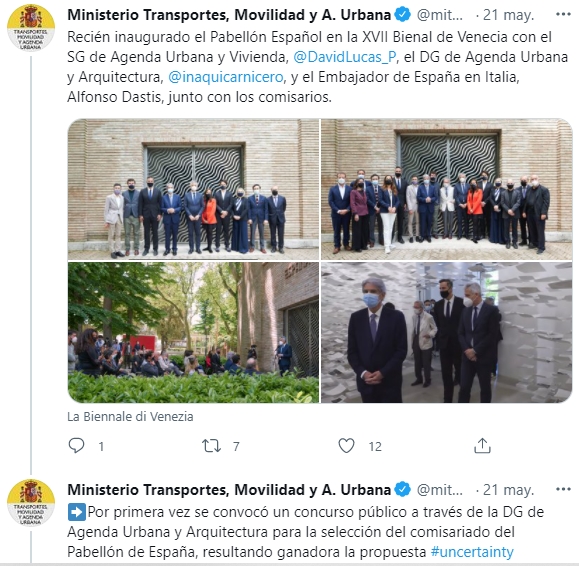 TRANSPORTES,
MOVILIDAD
Y AGENDA
URBANA
Ministerio Transportes, Movilidad y A. Urbana @mit... · 21 may. ···
Recién inaugurado el Pabellón Español en la XVII Bienal de Venecia con el
SG de Agenda Urbana y Vivienda, @DavidLucas_P, el DG de Agenda Urbana
y Arquitectura, @inaquicarnicero, y el Embajador de España en Italia,
Alfonso Dastis, junto con los comisarios.
La Biennale di Venezia
1 7 12
TRANSPORTES,
MOVILIDAD
Y AGENDA
URBANA
Ministerio Transportes, Movilidad y A. Urbana @mit... · 21 may. ···
➡Por primera vez se convocó un concurso público a través de la DG de
Agenda Urbana y Arquitectura para la selección del comisariado del
Pabellón de España, resultando ganadora la propuesta #uncertainty